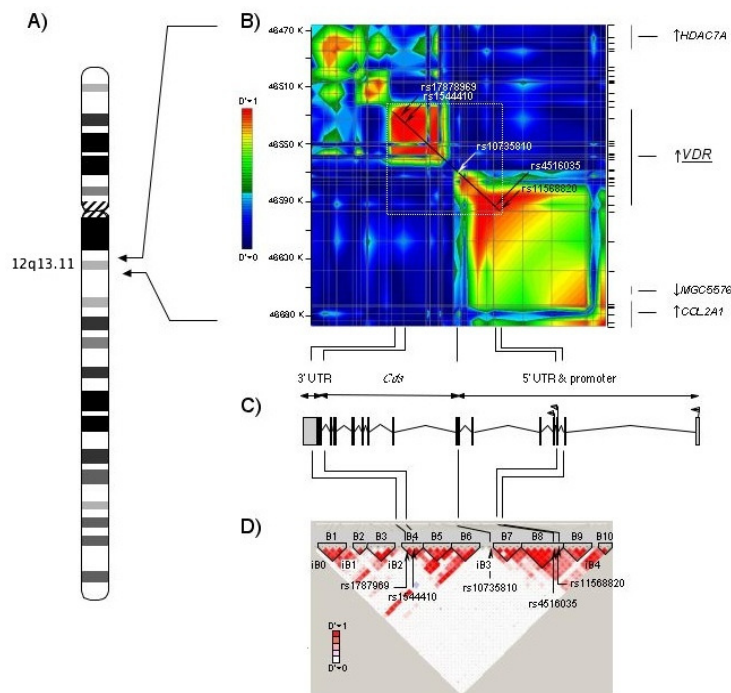 A)
12q13.11
B)
D'=1
D'=0
46470 K
46510 K
46550 K
46590 K
46630 K
46680 K
rs17878969
rs1544410
rs10735810
rs4516035
rs11568820
↑HDAC7A
↑VDR
↓MGC5576
↑COL2A1
3' UTR
Cds
5' UTR & promoter
C)
D)
B1 B2 B3 B4 B5 B6 B7 B8 B9 B10
iB0 iB1 iB2 iB3 iB4
rs1787969
rs1544410
rs10735810
rs4516035
rs11568820
D'=1
D'=0